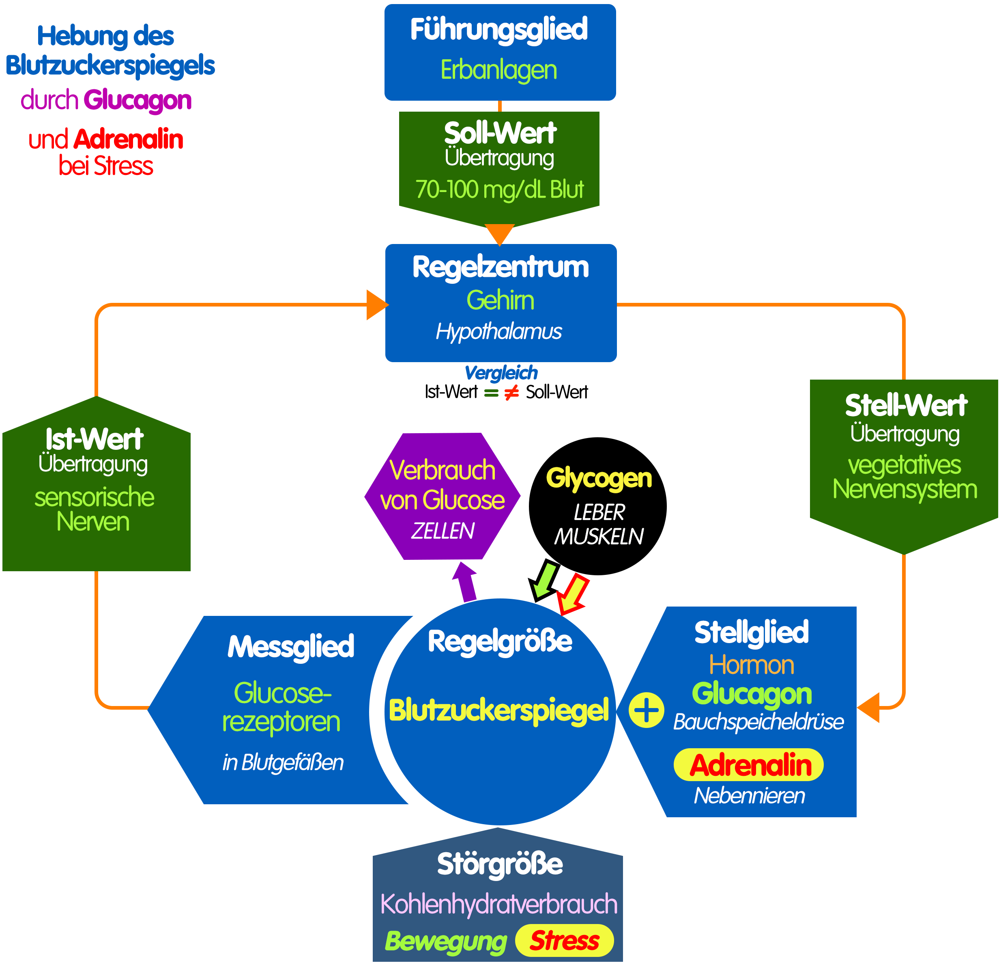 Hebung des
Blutzuckerspiegels
durch Glucagon
und Adrenalin
bei Stress
Führungsglied
Erbanlagen
Soll-Wert
Übertragung
70-100 mg/dL Blut
Regelzentrum
Gehirn
Hypothalamus
Vergleich
Ist-Wert = ≠ Soll-Wert
Ist-Wert
Übertragung
sensorische
Nerven
Verbrauch
von Glucose
ZELLEN
Glycogen
LEBER
MUSKELN
Stell-Wert
Übertragung
vegetatives
Nervensystem
Messglied
Glucose-
rezeptoren
in Blutgefäßen
Regelgröße
Blutzuckerspiegel
+
Stellglied
Hormon
Glucagon
Bauchspeicheldrüse
Adrenalin
Nebennieren
Störgröße
Kohlenhydratverbrauch
Bewegung Stress